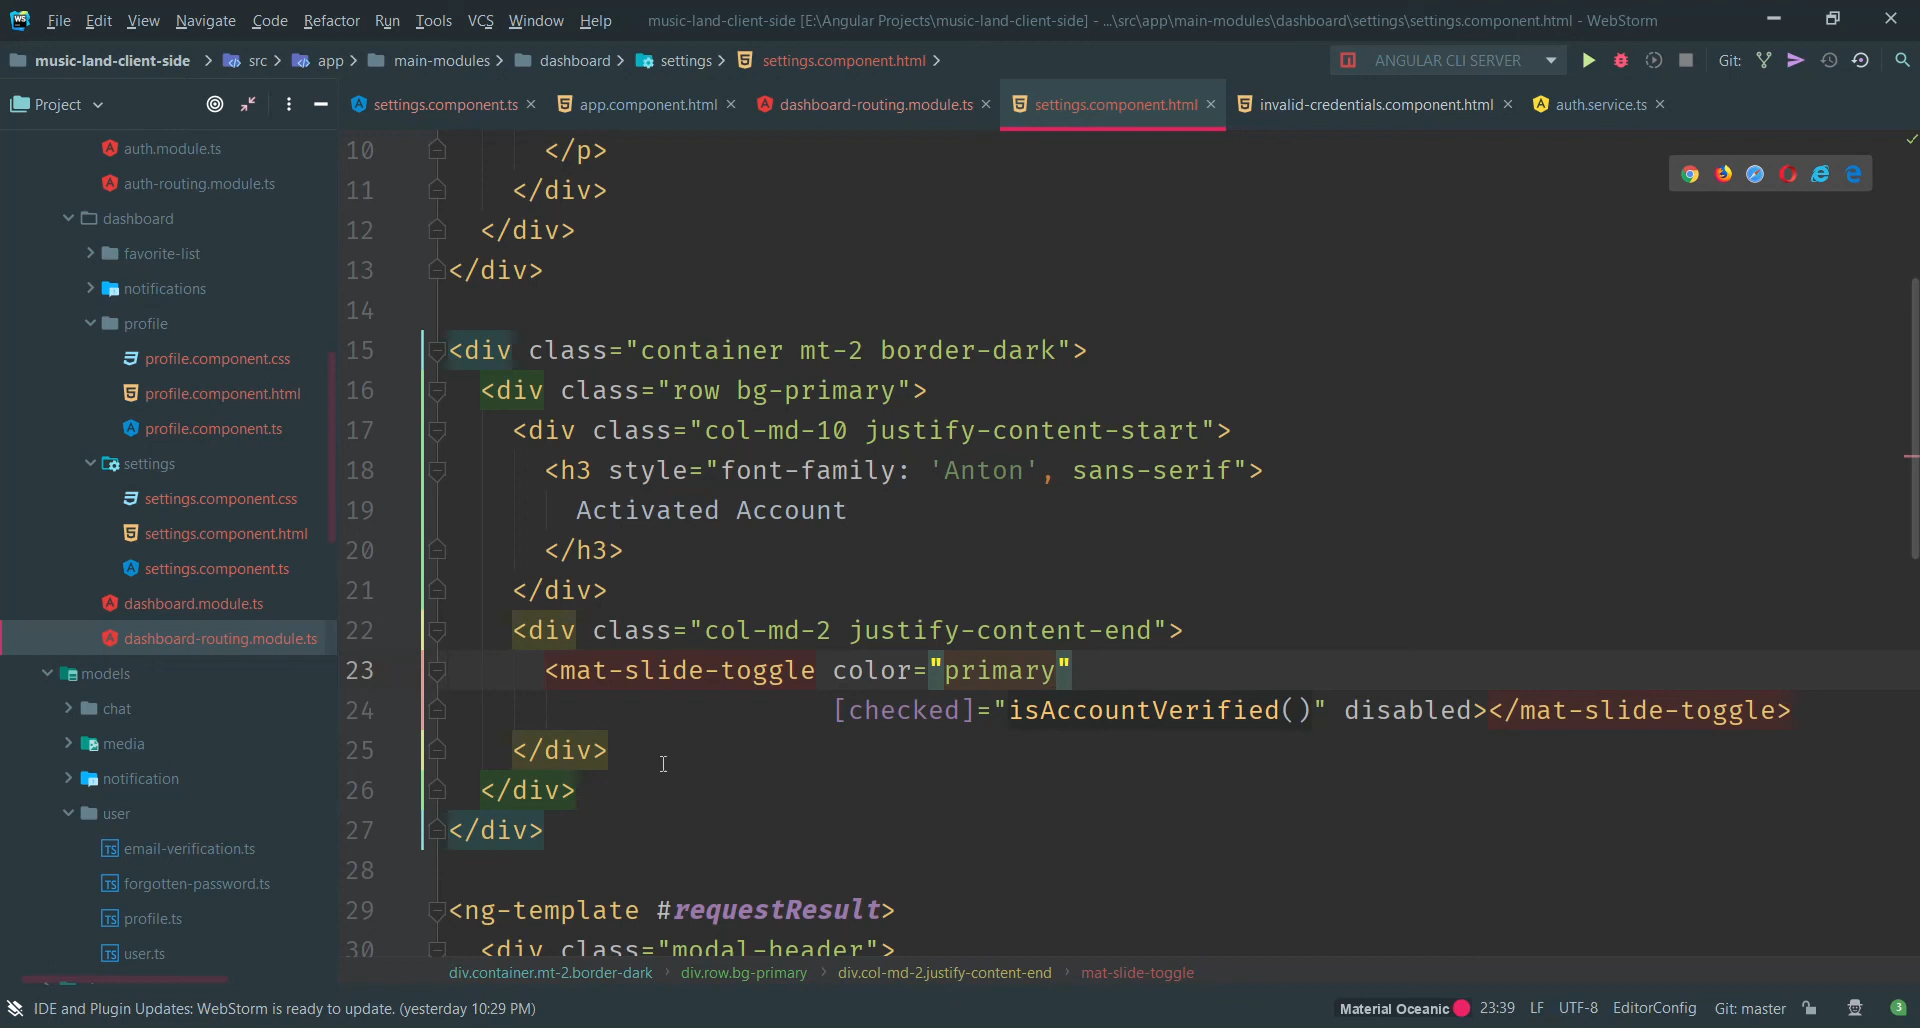 File Edit View Navigate Code Refactor Run Tools VCS Window Help music-land-client-side [E:\Angular Projects\music-land-client-side] - ...\src\app\main-modules\dashboard\settings\settings.component.html - WebStorm
music-land-client-side src app main-modules dashboard settings settings.component.html ANGULAR CLI SERVER Git:
Project settings.component.ts app.component.html dashboard-routing.module.ts settings.component.html invalid-credentials.component.html auth.service.ts
auth.module.ts
auth-routing.module.ts
dashboard
favorite-list
notifications
profile
profile.component.css
profile.component.html
profile.component.ts
settings
settings.component.css
settings.component.html
settings.component.ts
dashboard.module.ts
dashboard-routing.module.ts
models
chat
media
notification
user
email-verification.ts
forgotten-password.ts
profile.ts
user.ts
10 </p>
11 </div>
12 </div>
13 </div>
14
15 <div class="container mt-2 border-dark">
16 <div class="row bg-primary">
17 <div class="col-md-10 justify-content-start">
18 <h3 style="font-family: 'Anton', sans-serif">
19 Activated Account
20 </h3>
21 </div>
22 <div class="col-md-2 justify-content-end">
23 <mat-slide-toggle color="primary"
24 [checked]="isAccountVerified()" disabled></mat-slide-toggle>
25 </div>
26 </div>
27 </div>
28
29 <ng-template #requestResult>
30 <div class="modal-header">
div.container.mt-2.border-dark div.row.bg-primary div.col-md-2.justify-content-end mat-slide-toggle
IDE and Plugin Updates: WebStorm is ready to update. (yesterday 10:29 PM) Material Oceanic 23:39 LF UTF-8 EditorConfig Git: master 3